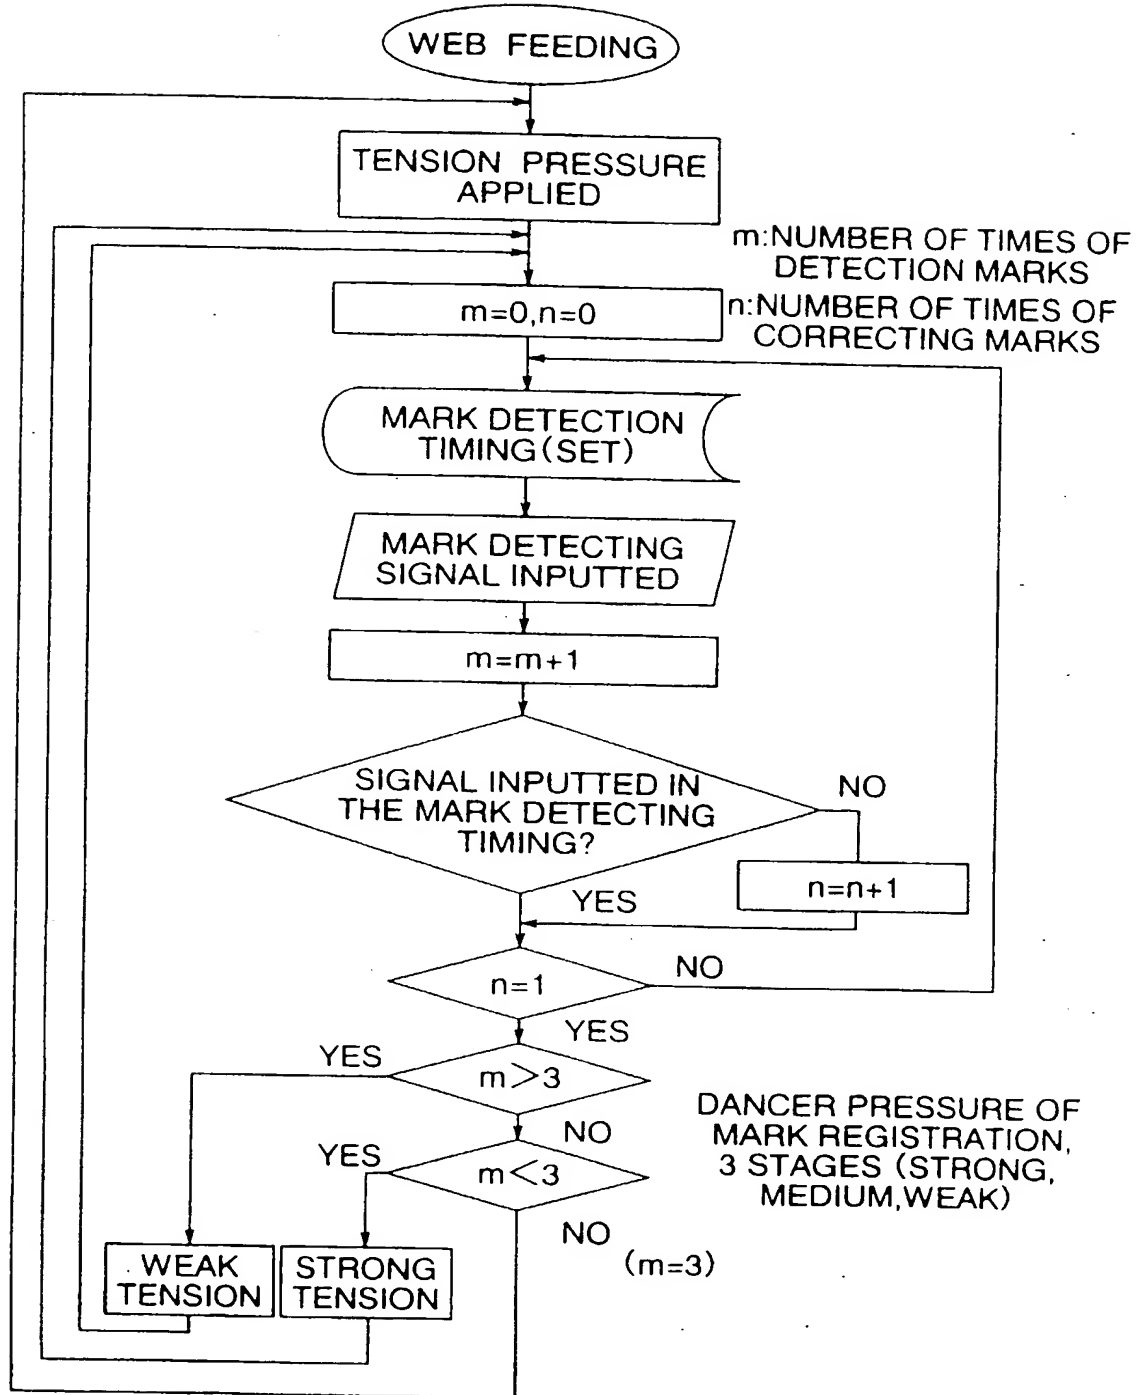 WEB FEEDING
TENSION PRESSURE
APPLIED
m:NUMBER OF TIMES OF
DETECTION MARKS
m=0,n=0
n:NUMBER OF TIMES OF
CORRECTING MARKS
MARK DETECTION
TIMING(SET)
MARK DETECTING
SIGNAL INPUTTED
m=m+1
SIGNAL INPUTTED IN
THE MARK DETECTING
TIMING?
NO
n=n+1
YES
n=1
NO
YES
YES
m>3
NO
DANCER PRESSURE OF
MARK REGISTRATION,
3 STAGES (STRONG,
MEDIUM,WEAK)
YES
m<3
NO
(m=3)
WEAK
TENSION
STRONG
TENSION